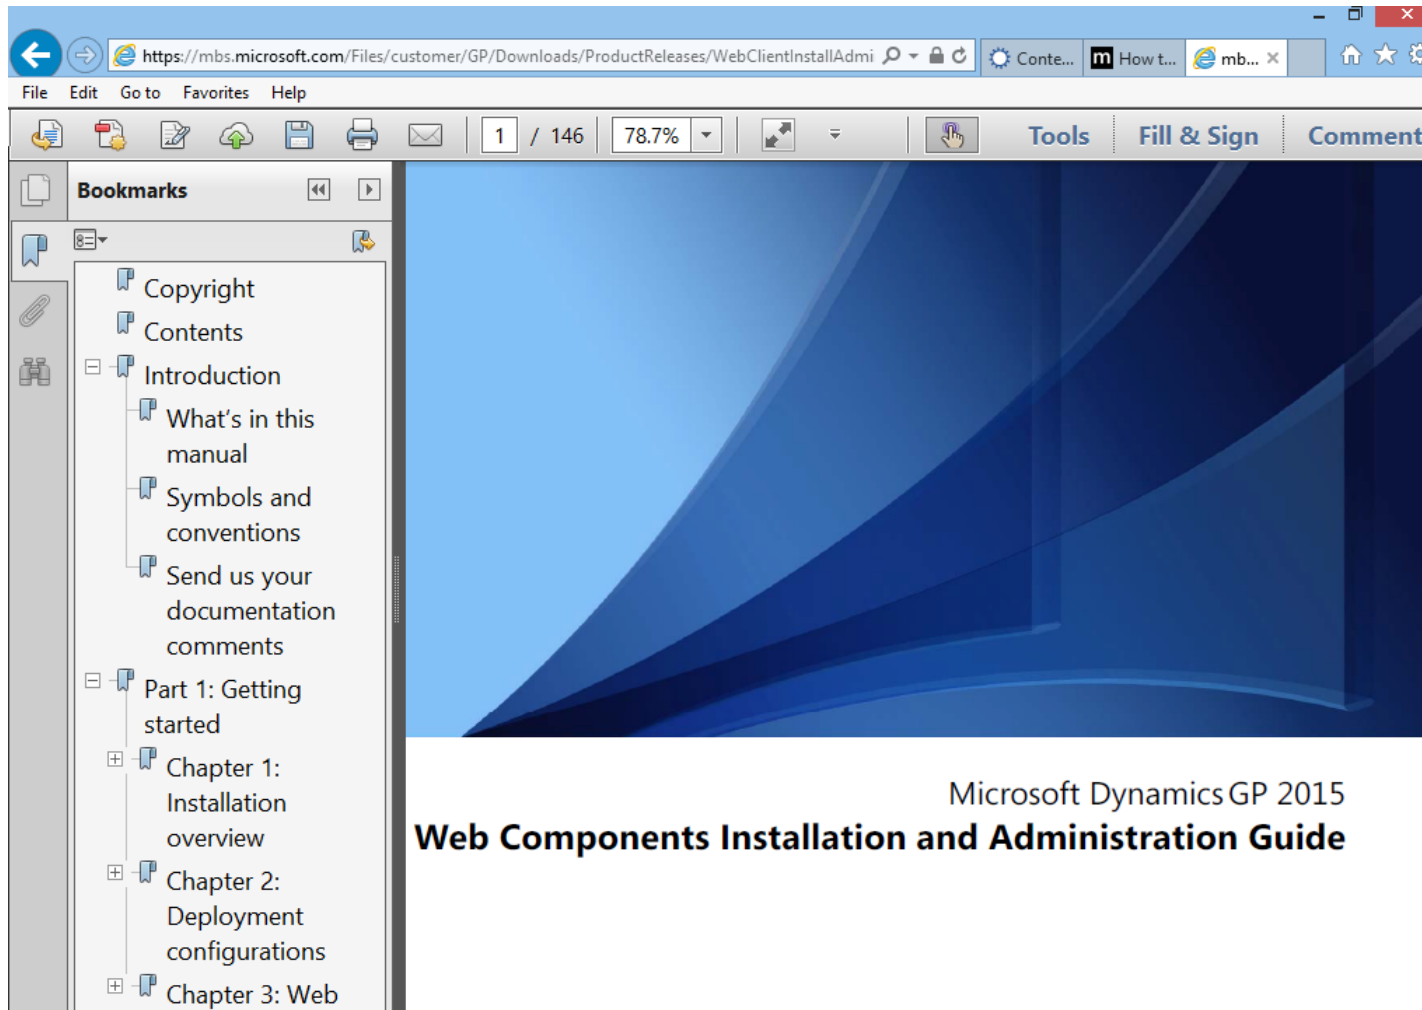 https://mbs.microsoft.com/Files/customer/GP/Downloads/ProductReleases/WebClientInstallAdmi
Conte...
m How t...
mb...
File Edit Go to Favorites Help
1 / 146 78.7% Tools Fill & Sign Comment
Bookmarks
Copyright
Contents
Introduction
What's in this
manual
Symbols and
conventions
Send us your
documentation
comments
Part 1: Getting
started
Chapter 1:
Installation
overview
Chapter 2:
Deployment
configurations
Chapter 3: Web
Microsoft Dynamics GP 2015
Web Components Installation and Administration Guide